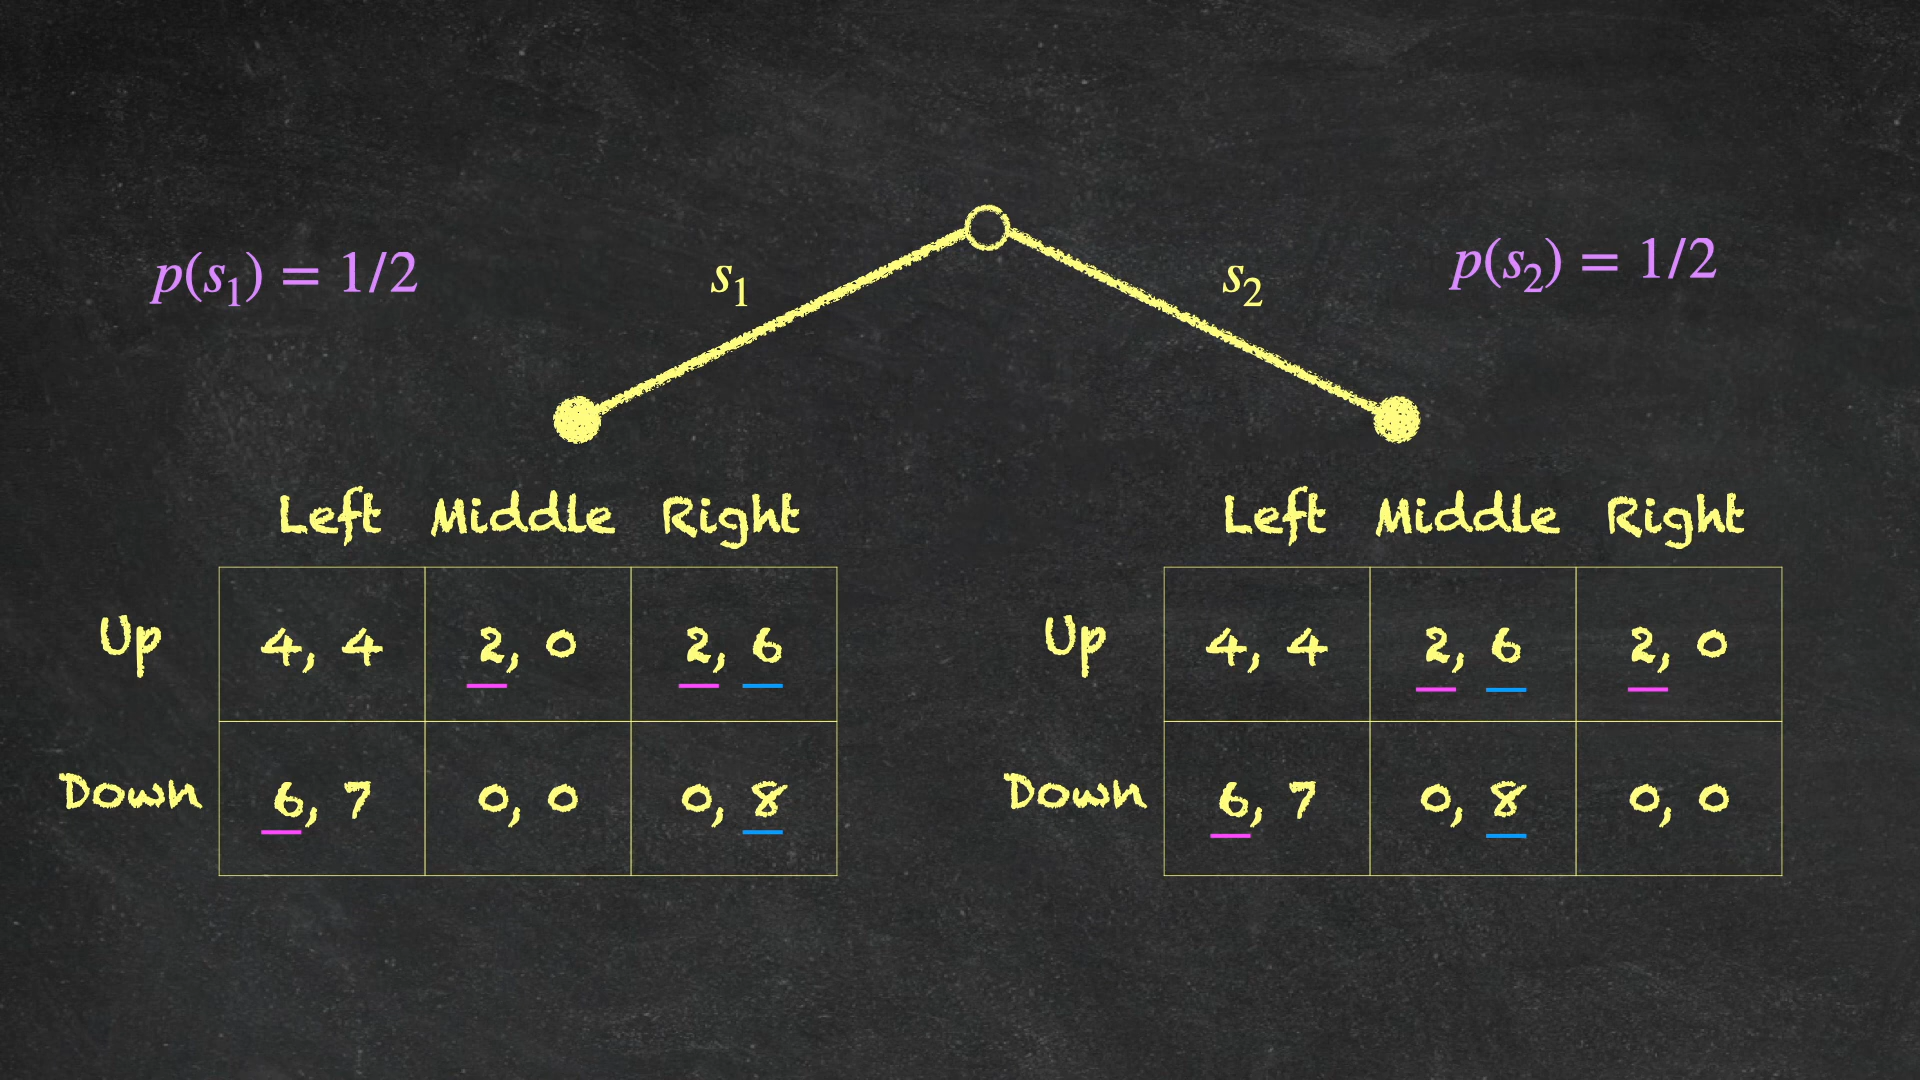 p(s₁) = 1/2 s₁ s₂ p(s₂) = 1/2
Left Middle Right Left Middle Right
Up 4, 4 2, 0 2, 6 Up 4, 4 2, 6 2, 0
Down 6, 7 0, 0 0, 8 Down 6, 7 0, 8 0, 0